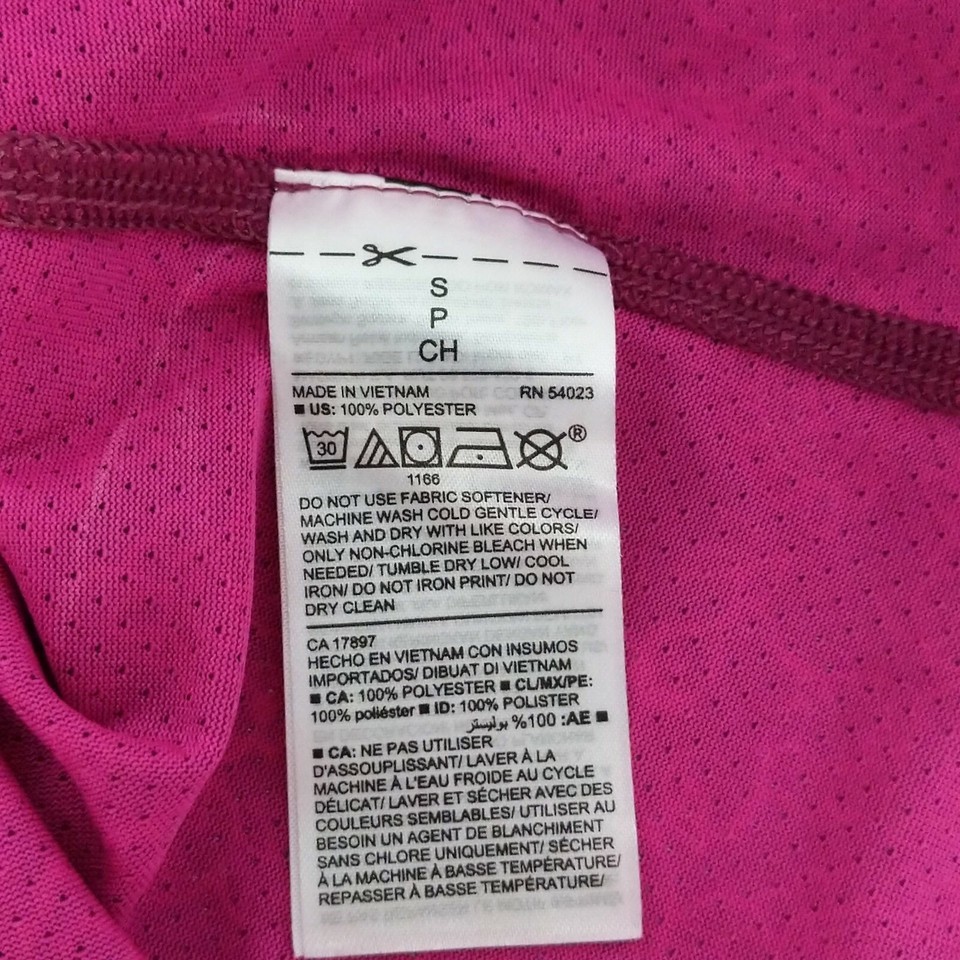 S
P
CH
MADE IN VIETNAM RN 54023
■ US: 100% POLYESTER
30 ®
1166
DO NOT USE FABRIC SOFTENER/
MACHINE WASH COLD GENTLE CYCLE/
WASH AND DRY WITH LIKE COLORS/
ONLY NON-CHLORINE BLEACH WHEN
NEEDED/ TUMBLE DRY LOW/ COOL
IRON/ DO NOT IRON PRINT/ DO NOT
DRY CLEAN
CA 17897
HECHO EN VIETNAM CON INSUMOS
IMPORTADOS/ DIBUAT DI VIETNAM
■ CA: 100% POLYESTER ■ CL/MX/PE:
100% poliéster ■ ID: 100% POLISTER
■ AE: 100% بوليستر
■ CA: NE PAS UTILISER
D'ASSOUPLISSANT/ LAVER À LA
MACHINE À L'EAU FROIDE AU CYCLE
DÉLICAT/ LAVER ET SÉCHER AVEC DES
COULEURS SEMBLABLES/ UTILISER AU
BESOIN UN AGENT DE BLANCHIMENT
SANS CHLORE UNIQUEMENT/ SÉCHER
À LA MACHINE À BASSE TEMPÉRATURE/
REPASSER À BASSE TEMPÉRATURE/